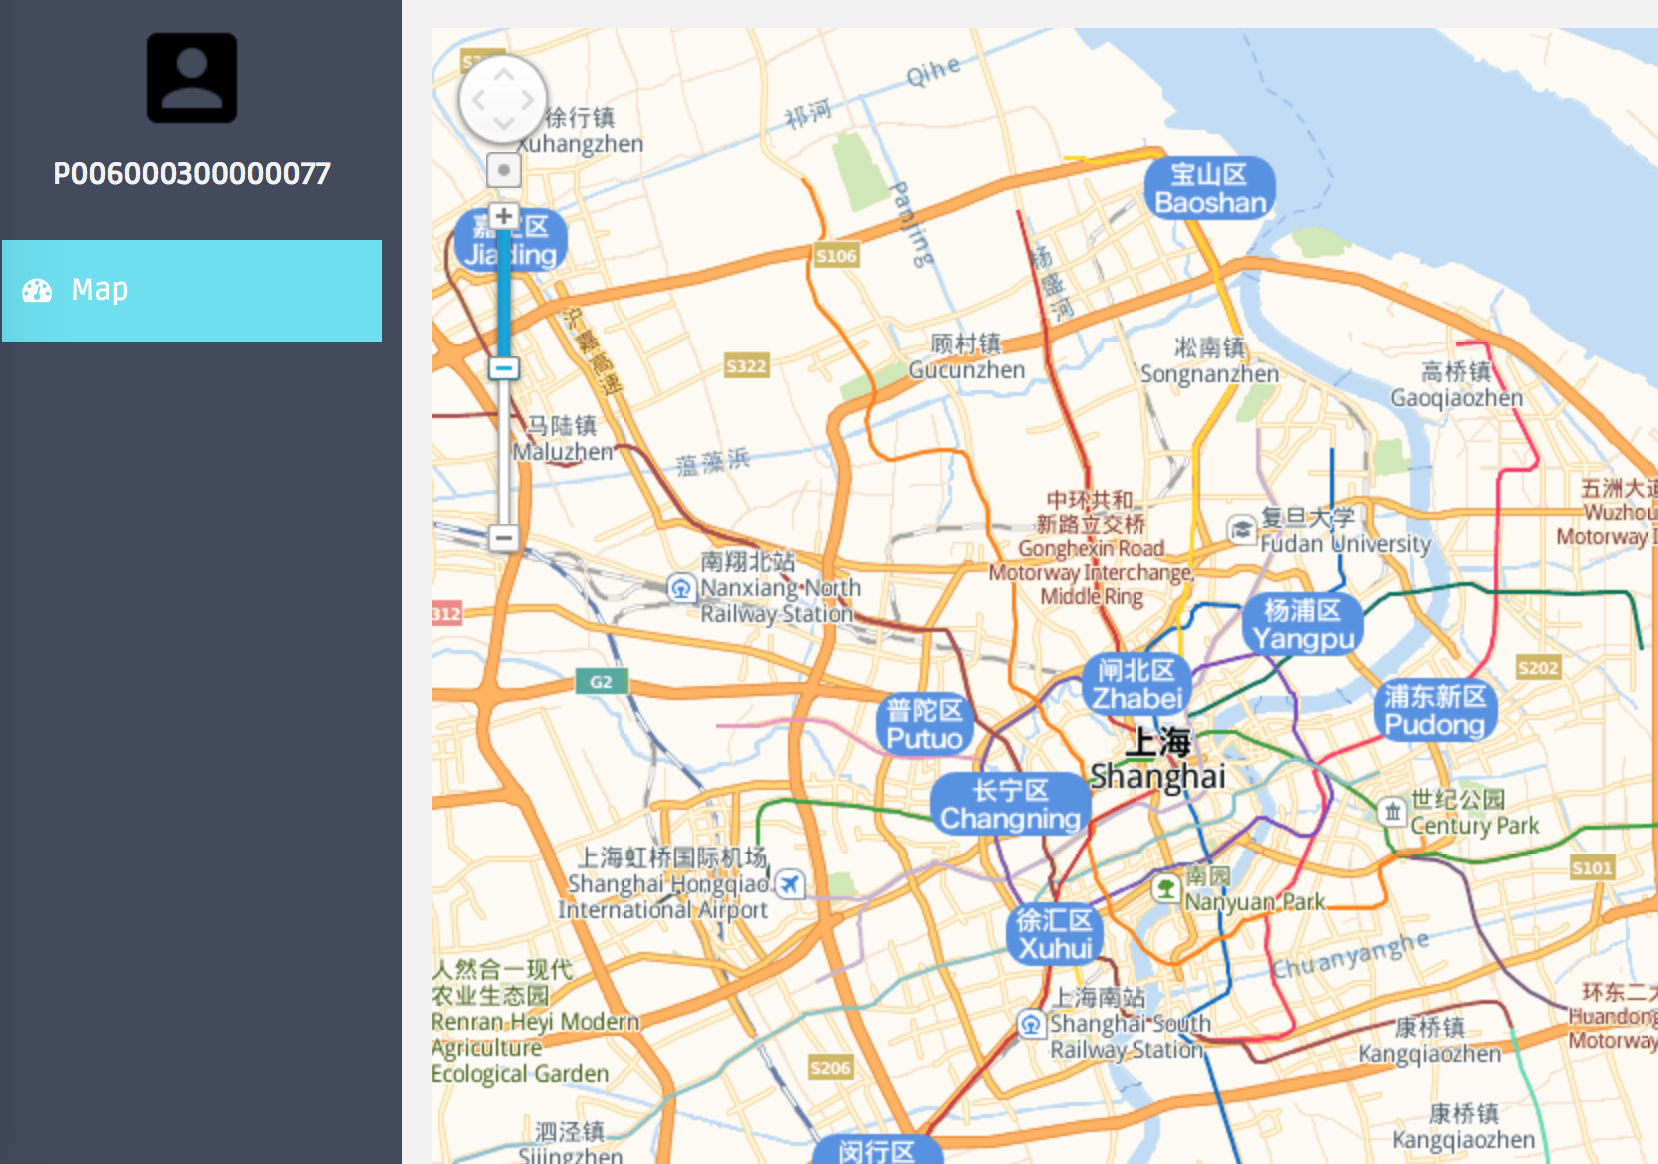 P006000300000077
Map
Qihe
祁河
徐行镇
Xuhangzhen
Panjing
宝山区
Baoshan
嘉定区
Jiading
S106
杨盛河
沪嘉高速
顾村镇
Gucunzhen
凇南镇
Songnanzhen
高桥镇
Gaoqiaozhen
S322
马陆镇
Maluzhen
蕰藻浜
中环共和
新路立交桥
Gonghexin Road
Motorway Interchange,
Middle Ring
复旦大学
Fudan University
五洲大道
Wuzhou
Motorway I
南翔北站
Nanxiang North
Railway Station
312
杨浦区
Yangpu
闸北区
Zhabei
G2
S202
普陀区
Putuo
浦东新区
Pudong
上海
Shanghai
长宁区
Changning
世纪公园
Century Park
上海虹桥国际机场
Shanghai Hongqiao
International Airport
S101
南园
Nanyuan Park
徐汇区
Xuhui
Chuanyanghe
人然合一现代
农业生态园
Renran Heyi Modern
Agriculture
Ecological Garden
上海南站
Shanghai South
Railway Station
环东二大
Huandong
Motorway
康桥镇
Kangqiaozhen
S206
康桥镇
Kangqiaozhen
泗泾镇
Sijingzhen
闵行区